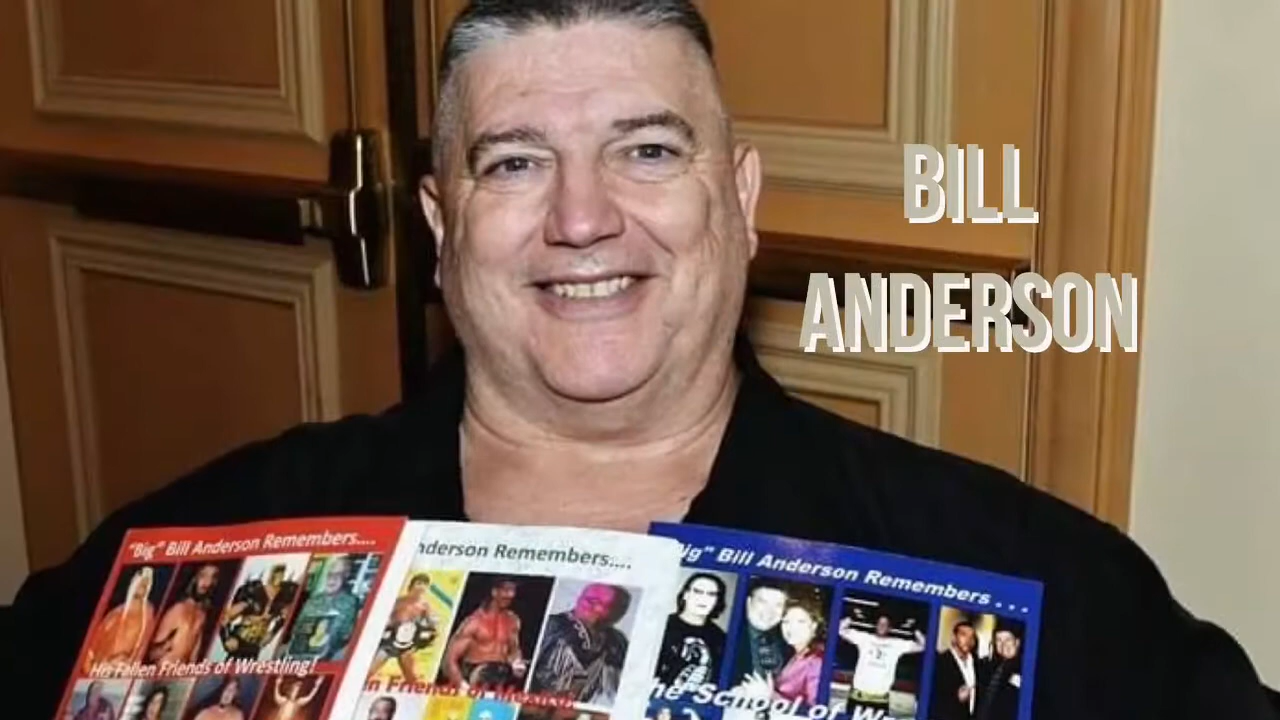 BILL
ANDERSON
"Big" Bill Anderson Remembers....
nderson Remembers....
Big" Bill Anderson Remembers...
His Fallen Friends of Wrestling!
n Friends of Mexico
he School of Wr